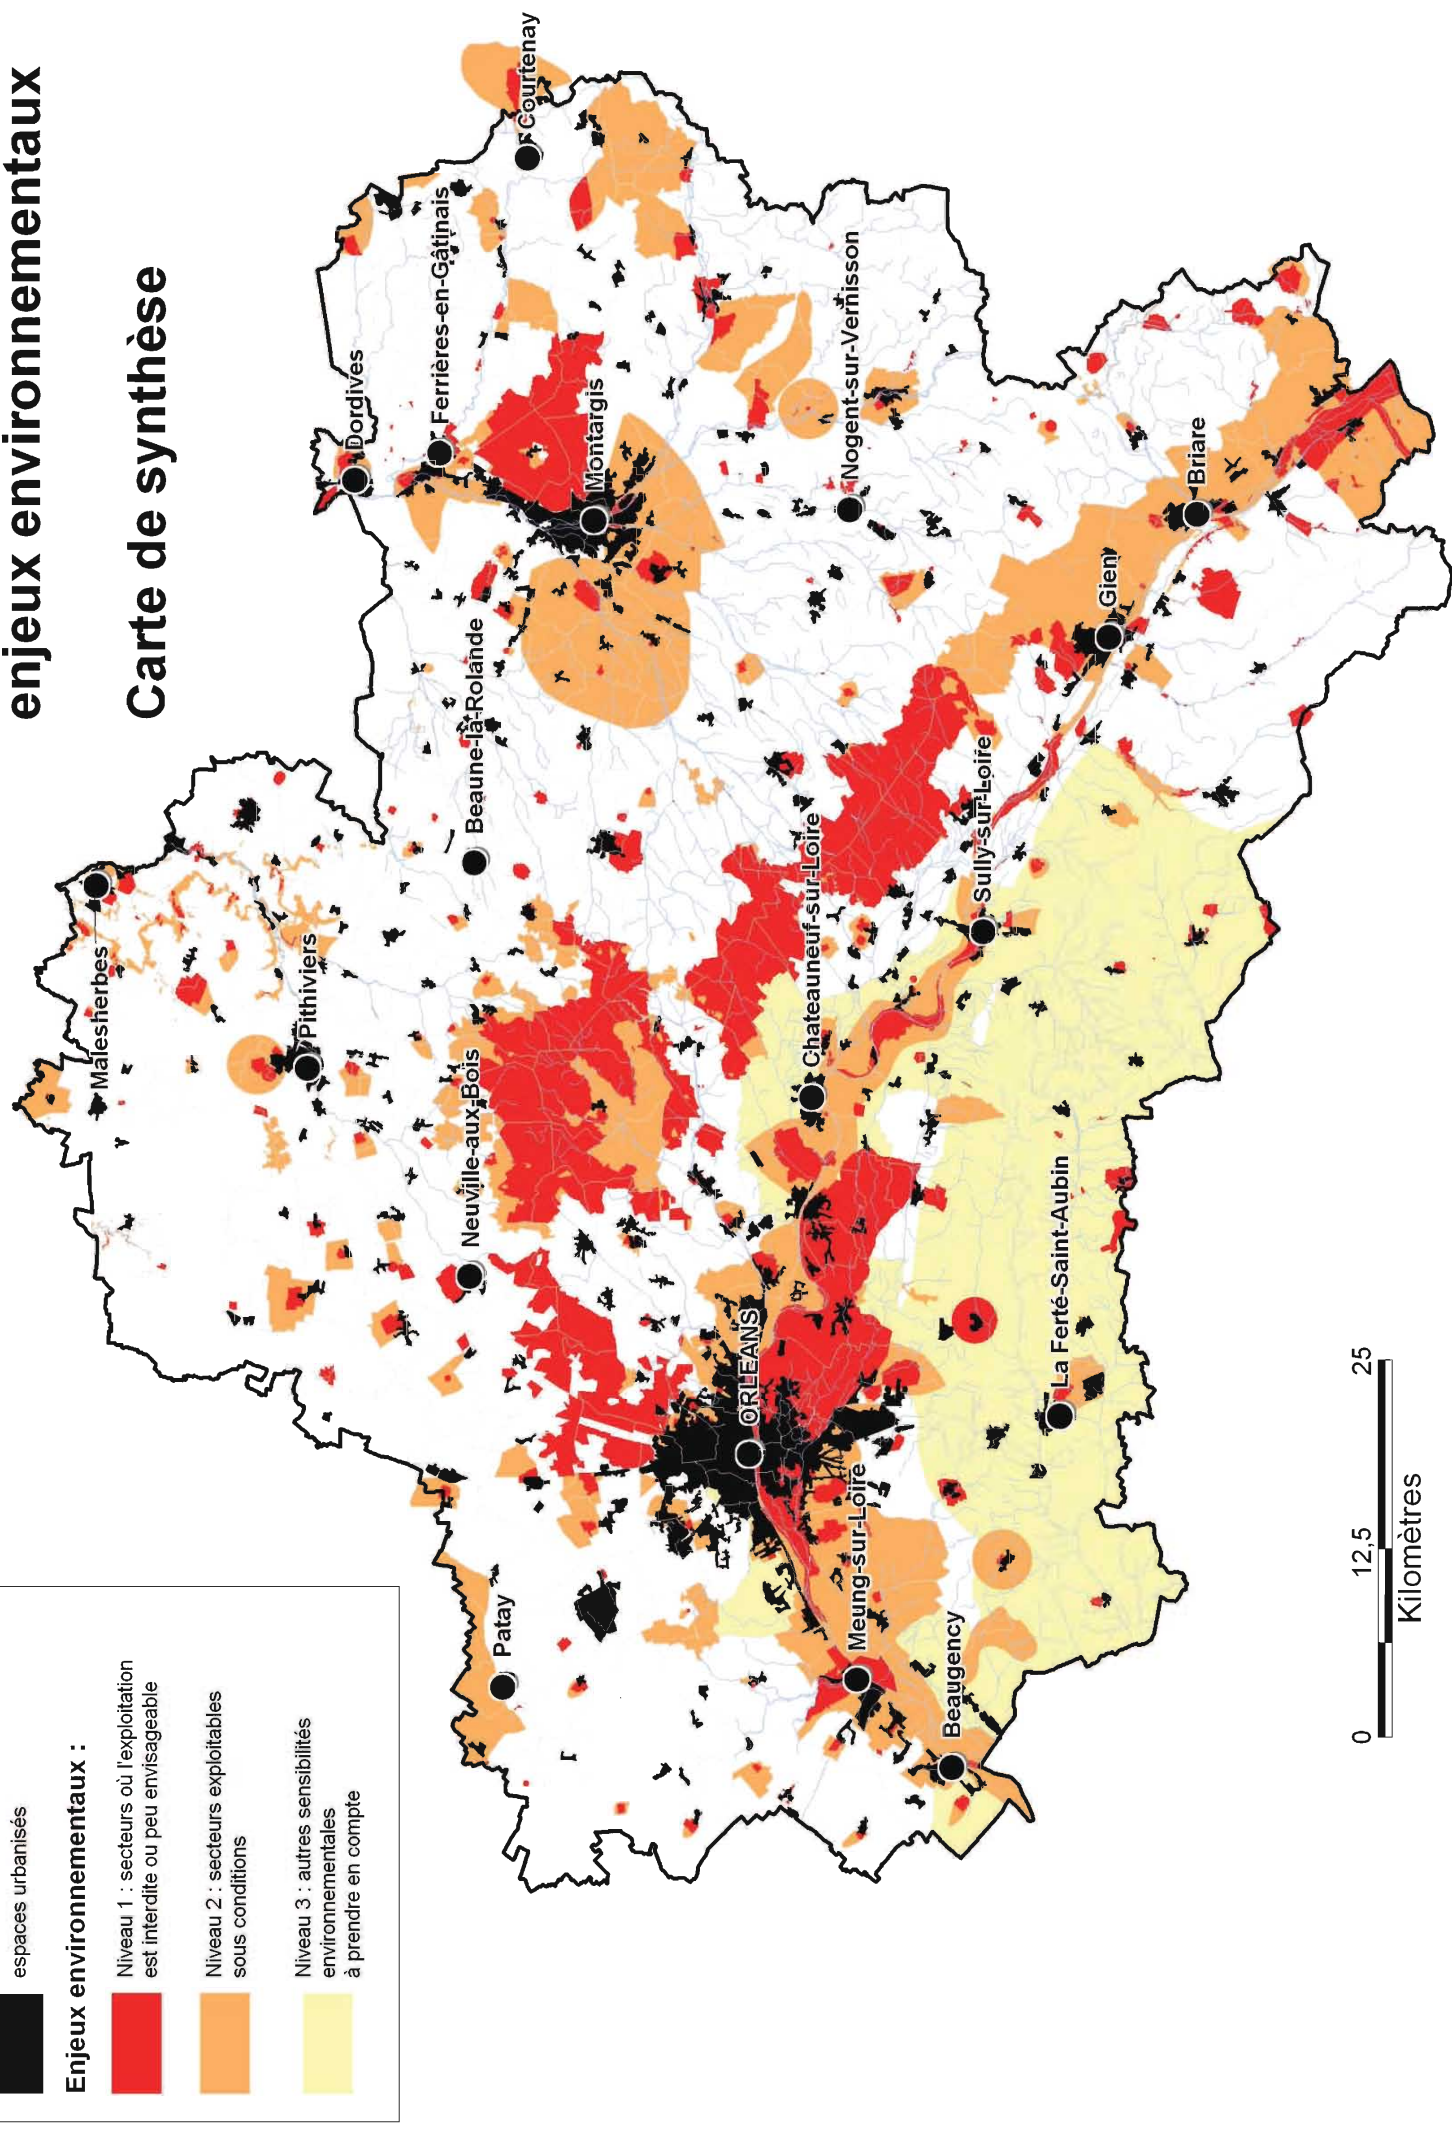 enjeux environnementaux
Carte de synthèse
espaces urbanisés
Enjeux environnementaux :
Niveau 1 : secteurs où l'exploitation
est interdite ou peu envisageable
Niveau 2 : secteurs exploitables
sous conditions
Niveau 3 : autres sensibilités
environnementales
à prendre en compte
Malesherbes
Pithiviers
Dordives
Ferrières-en-Gâtinais
Courtenay
Beaune-la-Rolande
Neuville-aux-Bois
Patay
Montargis
ORLEANS
Chateauneuf-sur-Loire
Nogent-sur-Vernisson
Meung-sur-Loire
Beaugency
Sully-sur-Loire
La Ferté-Saint-Aubin
Gien
Briare
0 12,5 25
Kilomètres